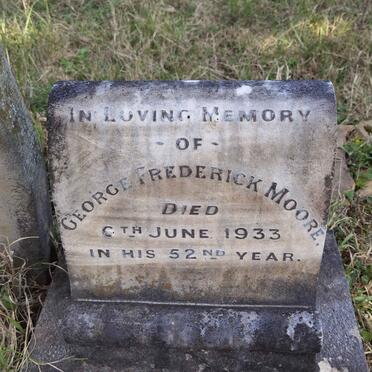 IN LOVING MEMORY
- OF -
GEORGE FREDERICK MOORE,
DIED
6TH JUNE 1933
IN HIS 52ND YEAR.